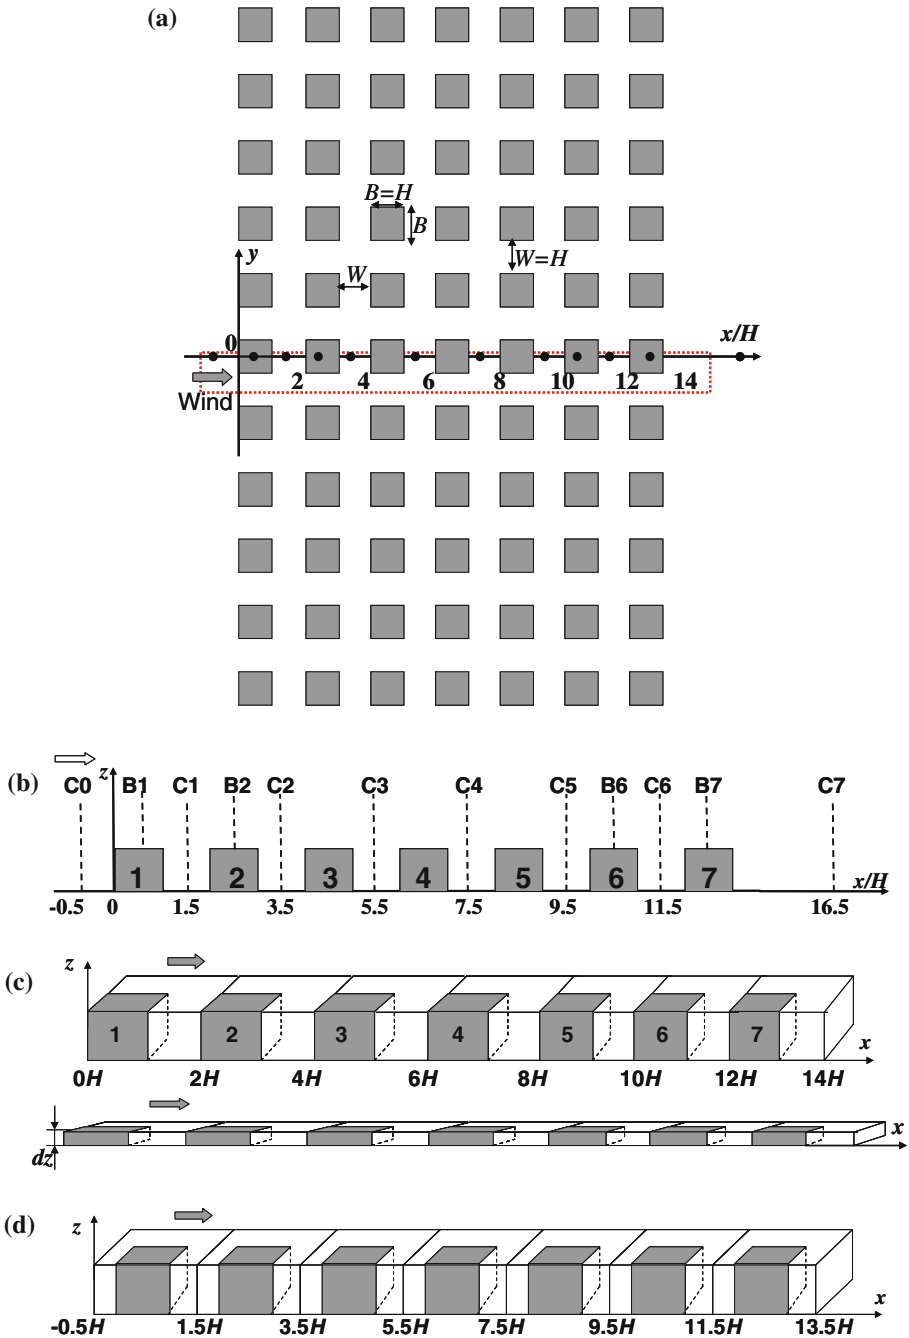 (a)
B=H
B
W=H
y
W
0
x/H
2 4 6 8 10 12 14
Wind
(b)
z
C0 B1 C1 B2 C2 C3 C4 C5 B6 C6 B7 C7
1 2 3 4 5 6 7
x/H
-0.5 0 1.5 3.5 5.5 7.5 9.5 11.5 16.5
(c)
z
1 2 3 4 5 6 7
x
0H 2H 4H 6H 8H 10H 12H 14H
x
dz
(d)
z
x
-0.5H 1.5H 3.5H 5.5H 7.5H 9.5H 11.5H 13.5H